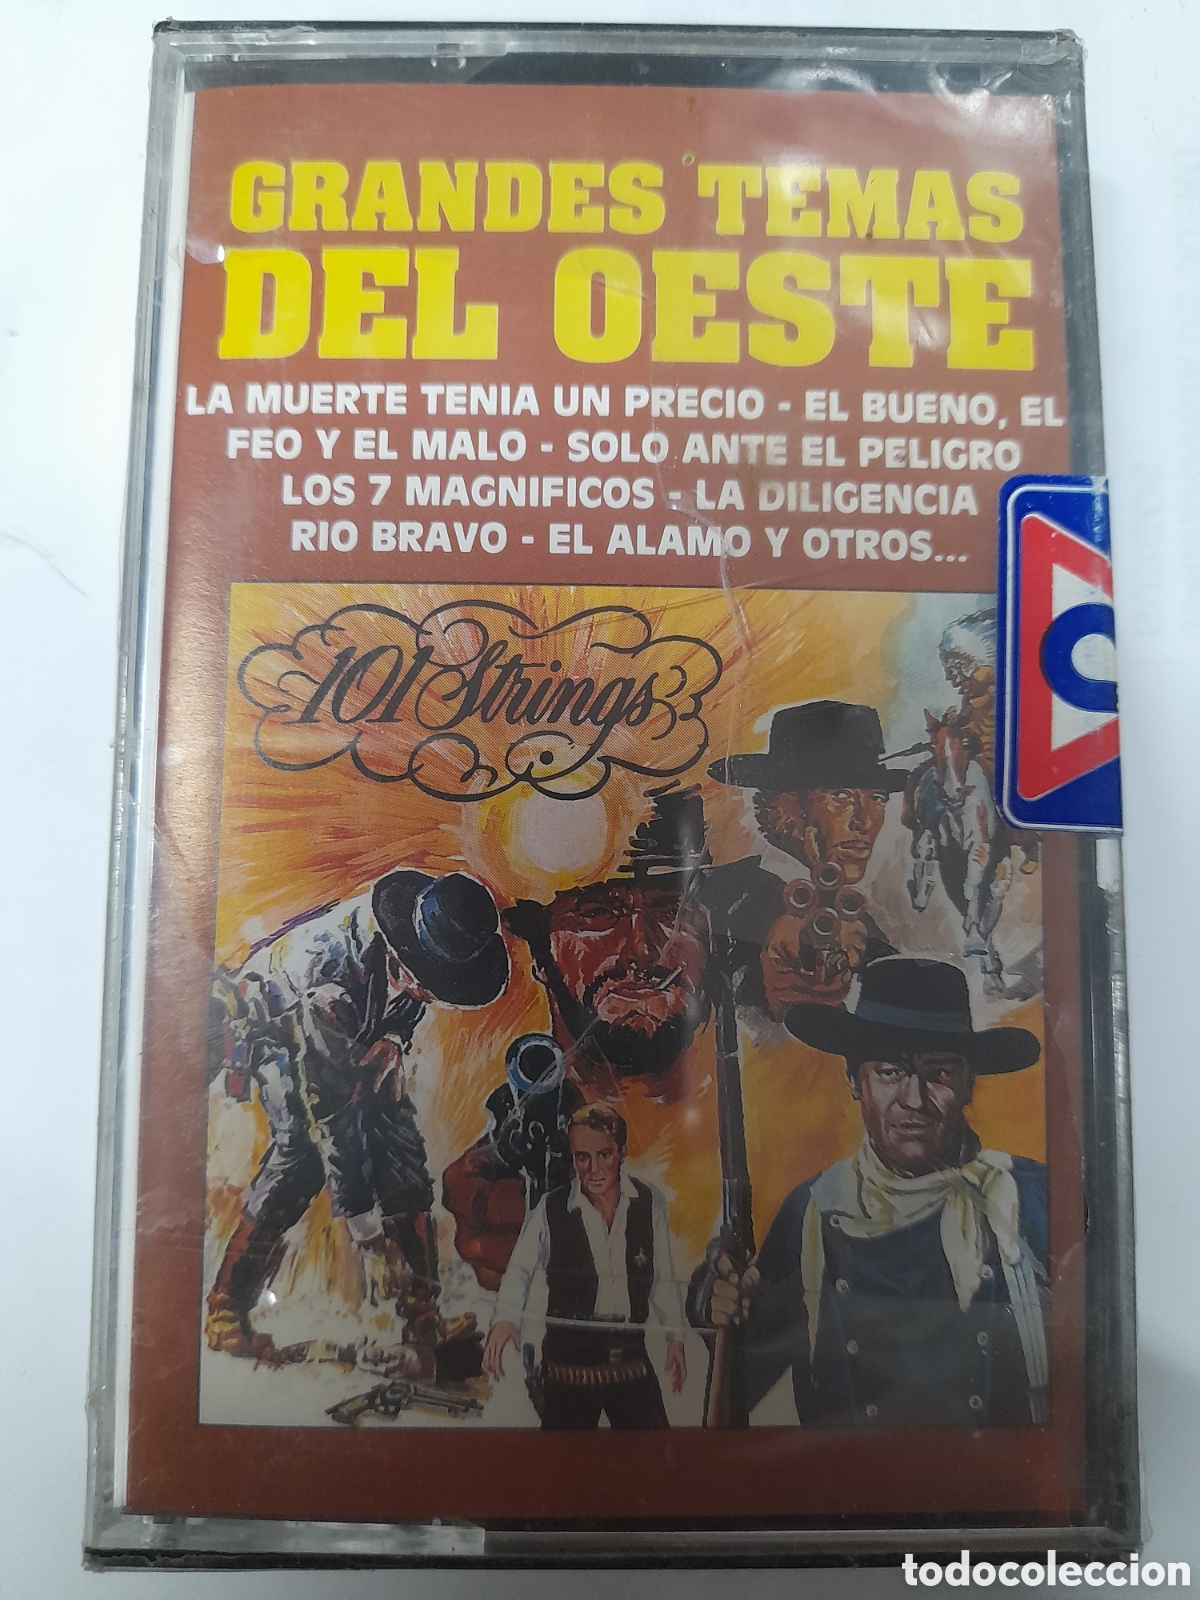 GRANDES TEMAS
DEL OESTE
LA MUERTE TENIA UN PRECIO - EL BUENO, EL
FEO Y EL MALO - SOLO ANTE EL PELIGRO
LOS 7 MAGNIFICOS - LA DILIGENCIA
RIO BRAVO - EL ALAMO Y OTROS...
101 Strings
todocoleccion